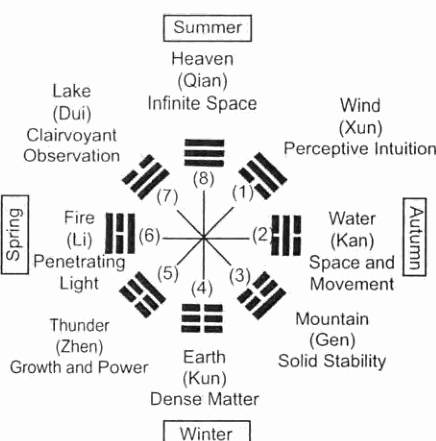 Summer
Heaven
(Qian)
Infinite Space
Lake
(Dui)
Clairvoyant
Observation
Wind
(Xun)
Perceptive Intuition
(8)
(7)
(1)
Spring
Fire
(Li)
Penetrating
Light
(6)
(2)
Water
(Kan)
Space and
Movement
Autumn
(5)
(4)
(3)
Thunder
(Zhen)
Growth and Power
Earth
(Kun)
Dense Matter
Mountain
(Gen)
Solid Stability
Winter